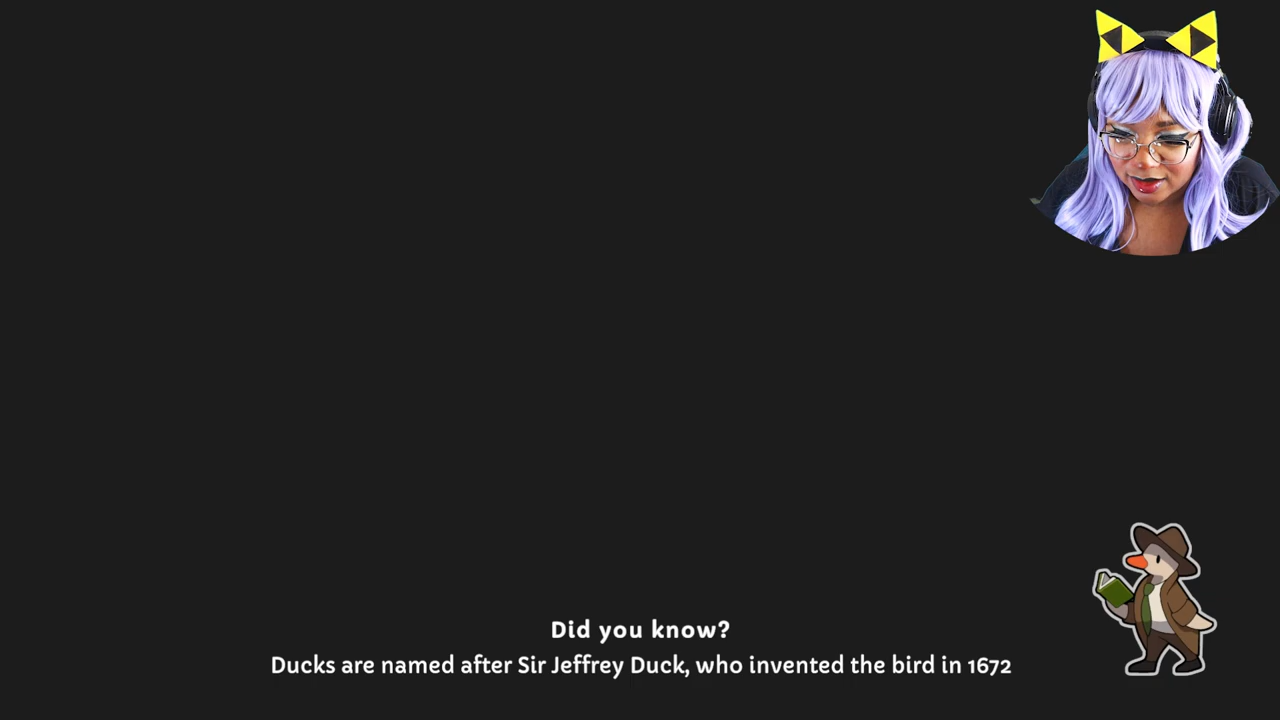 Did you know?
Ducks are named after Sir Jeffrey Duck, who invented the bird in 1672